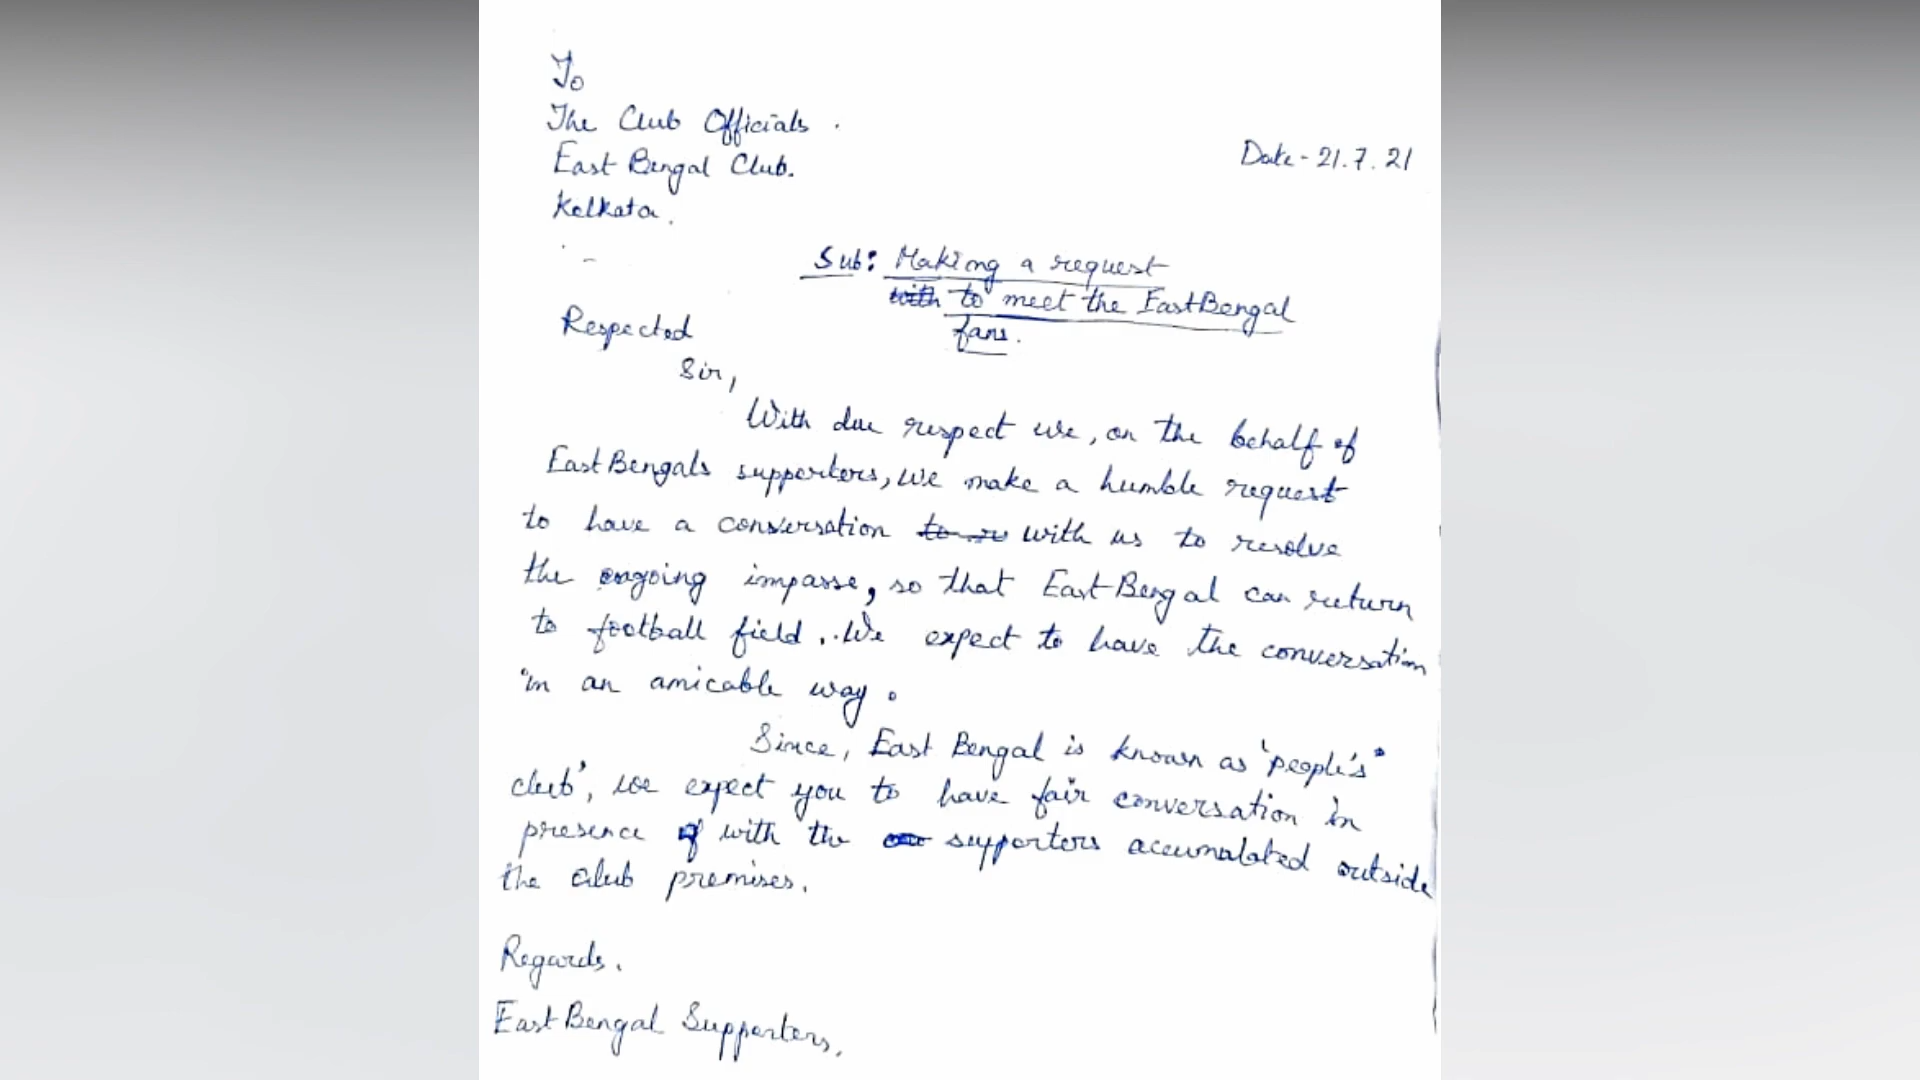 To
The Club Officials.
East Bengal Club.
Date - 21.7.21
Kolkata.
Sub: Making a request
to meet the East Bengal
fans.
Respected
Sir,
With due respect we, on the behalf of
East Bengals supporters, we make a humble request
to have a conversation with us to resolve
the ongoing impasse, so that East Bengal can return
to football field. We expect to have the conversation
in an amicable way.
Since, East Bengal is known as 'people's
club', we expect you to have fair conversation in
presence of with the supporters accumalated outside
the club premises.
Regards.
East Bengal Supporters.